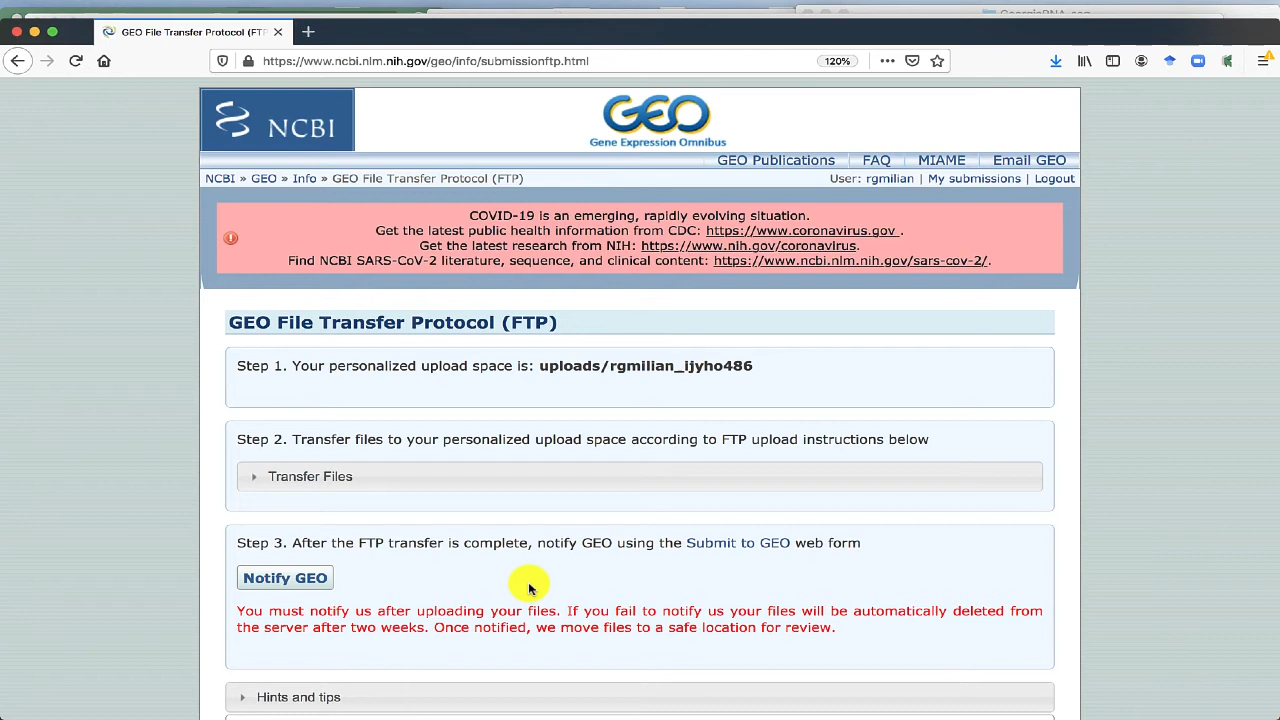 GEO File Transfer Protocol (FTP
https://www.ncbi.nlm.nih.gov/geo/info/submissionftp.html
120%
NCBI
GEO
Gene Expression Omnibus
GEO Publications FAQ MIAME Email GEO
NCBI » GEO » Info » GEO File Transfer Protocol (FTP)
User: rgmilian | My submissions | Logout
COVID-19 is an emerging, rapidly evolving situation.
Get the latest public health information from CDC: https://www.coronavirus.gov .
Get the latest research from NIH: https://www.nih.gov/coronavirus.
Find NCBI SARS-CoV-2 literature, sequence, and clinical content: https://www.ncbi.nlm.nih.gov/sars-cov-2/.
GEO File Transfer Protocol (FTP)
Step 1. Your personalized upload space is: uploads/rgmilian_ijyho486
Step 2. Transfer files to your personalized upload space according to FTP upload instructions below
Transfer Files
Step 3. After the FTP transfer is complete, notify GEO using the Submit to GEO web form
Notify GEO
You must notify us after uploading your files. If you fail to notify us your files will be automatically deleted from
the server after two weeks. Once notified, we move files to a safe location for review.
Hints and tips